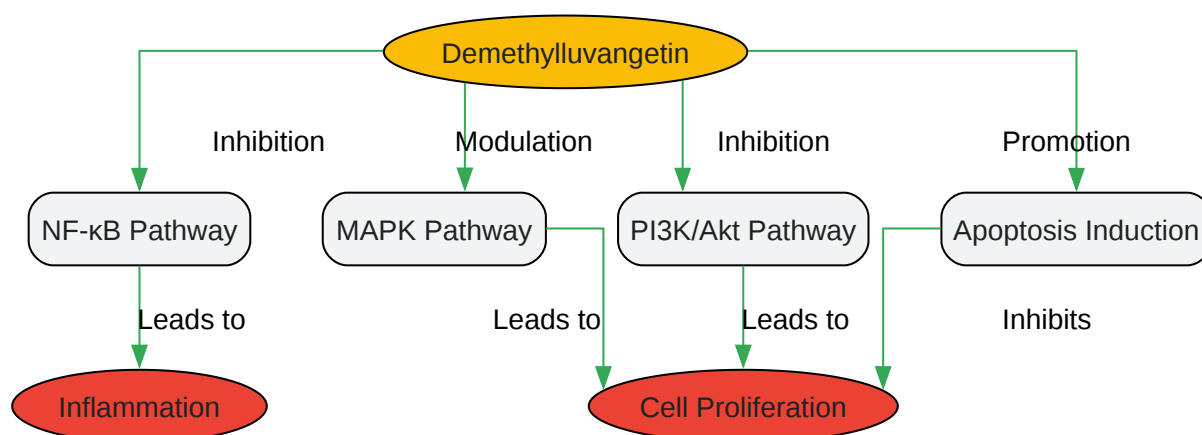 Demethylluvangetin
Inhibition
Modulation
Inhibition
Promotion
NF-κB Pathway
MAPK Pathway
PI3K/Akt Pathway
Apoptosis Induction
Leads to
Leads to
Leads to
Inhibits
Inflammation
Cell Proliferation